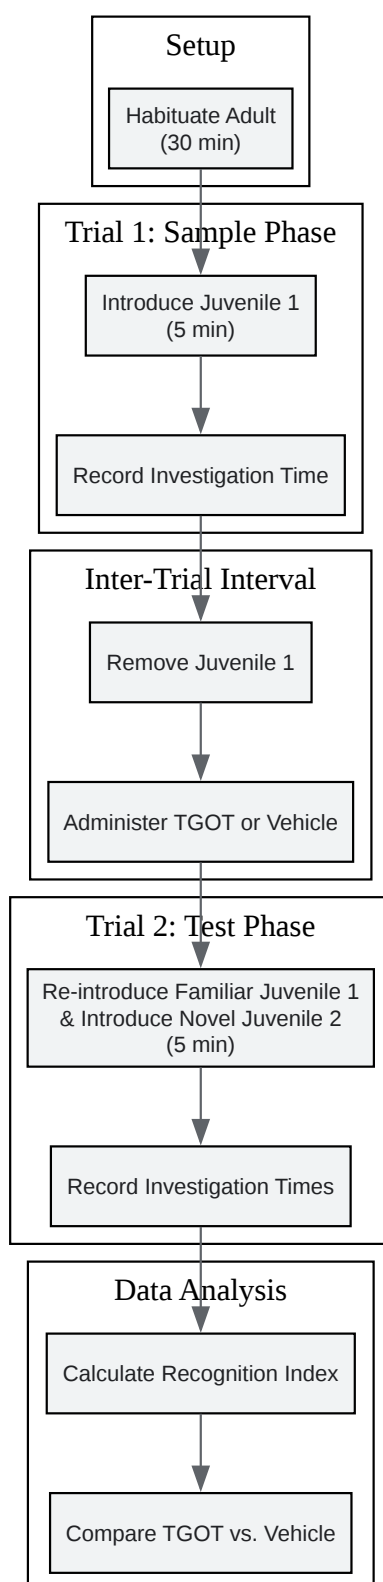 Setup
Habituate Adult
(30 min)
Trial 1: Sample Phase
Introduce Juvenile 1
(5 min)
Record Investigation Time
Inter-Trial Interval
Remove Juvenile 1
Administer TGOT or Vehicle
Trial 2: Test Phase
Re-introduce Familiar Juvenile 1
& Introduce Novel Juvenile 2
(5 min)
Record Investigation Times
Data Analysis
Calculate Recognition Index
Compare TGOT vs. Vehicle